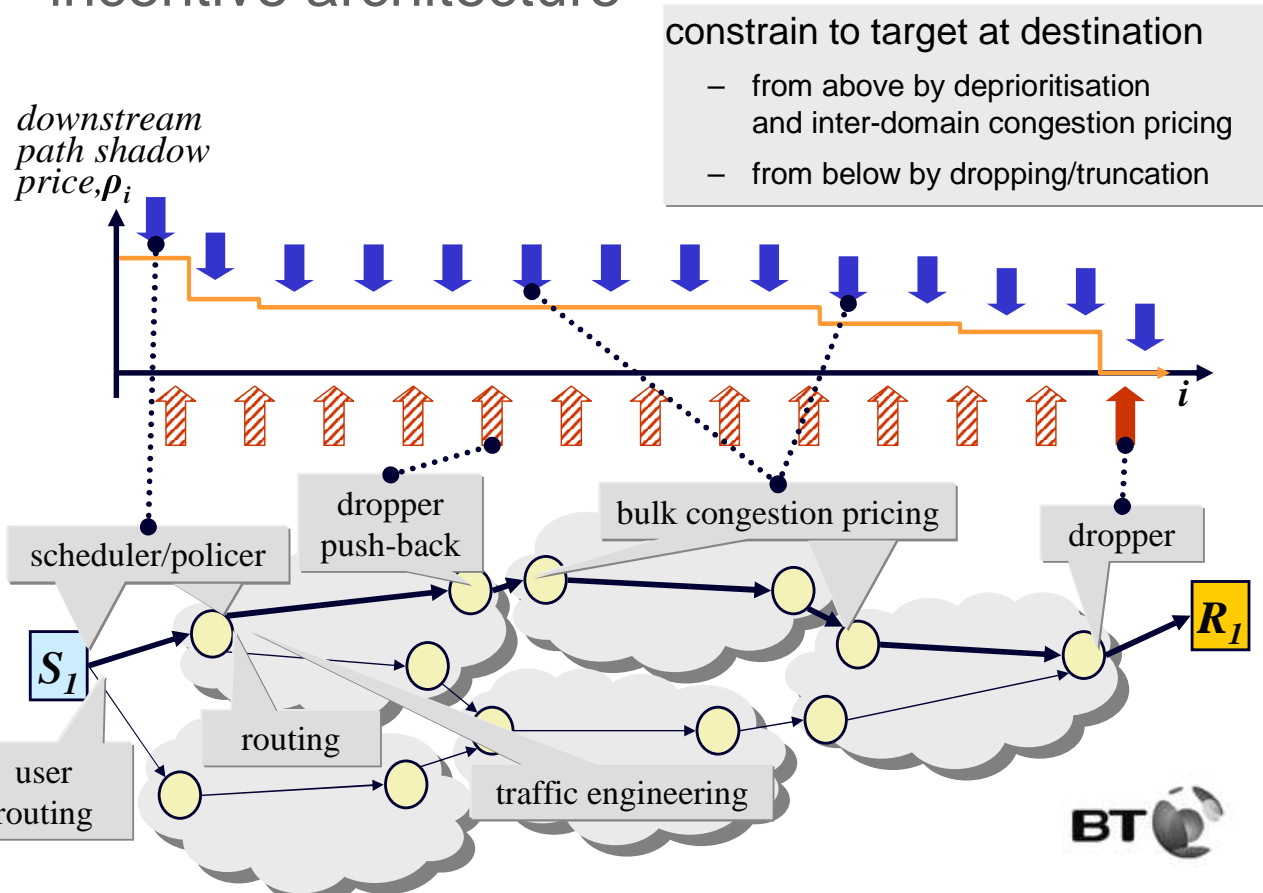 incentive architecture
constrain to target at destination
– from above by deprioritisation
and inter-domain congestion pricing
– from below by dropping/truncation
downstream
path shadow
price,ρi
i
dropper
push-back
bulk congestion pricing
dropper
scheduler/policer
S1
R1
routing
user
routing
traffic engineering
BT